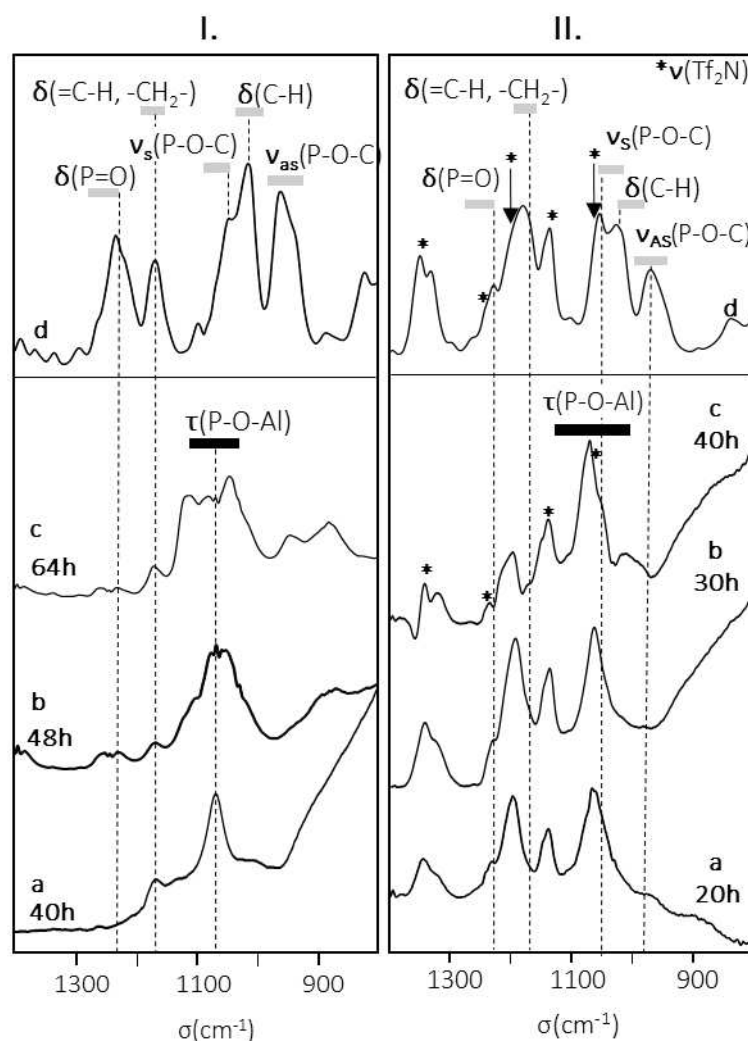 I.
δ(=C-H, -CH₂-)
δ(C-H)
νs(P-O-C)
νas(P-O-C)
δ(P=O)
d
τ(P-O-Al)
c
64h
b
48h
a
40h
1300
1100
900
σ(cm⁻¹)
II.
*ν(Tf₂N)
δ(=C-H, -CH₂-)
νS(P-O-C)
*
*
δ(P=O)
δ(C-H)
*
*
νAS(P-O-C)
*
d
τ(P-O-Al)
c
40h
*
*
b
30h
*
*
a
20h
1300
1100
900
σ(cm⁻¹)